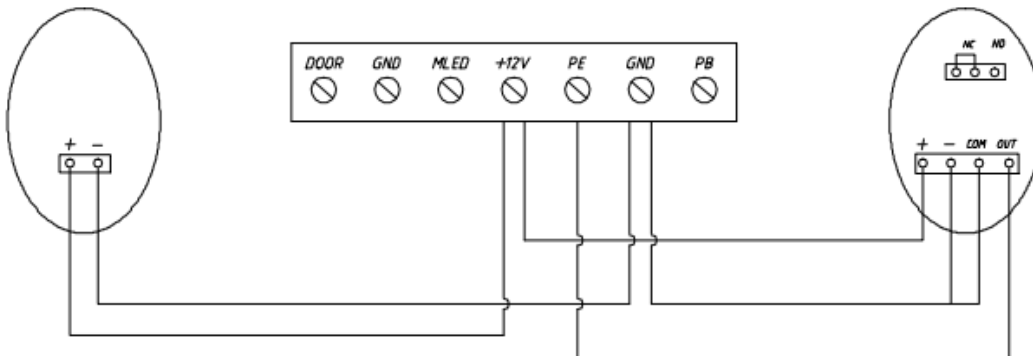 NC NO
DOOR GND MLED +12V PE GND PB
+ -
+ - COM OUT